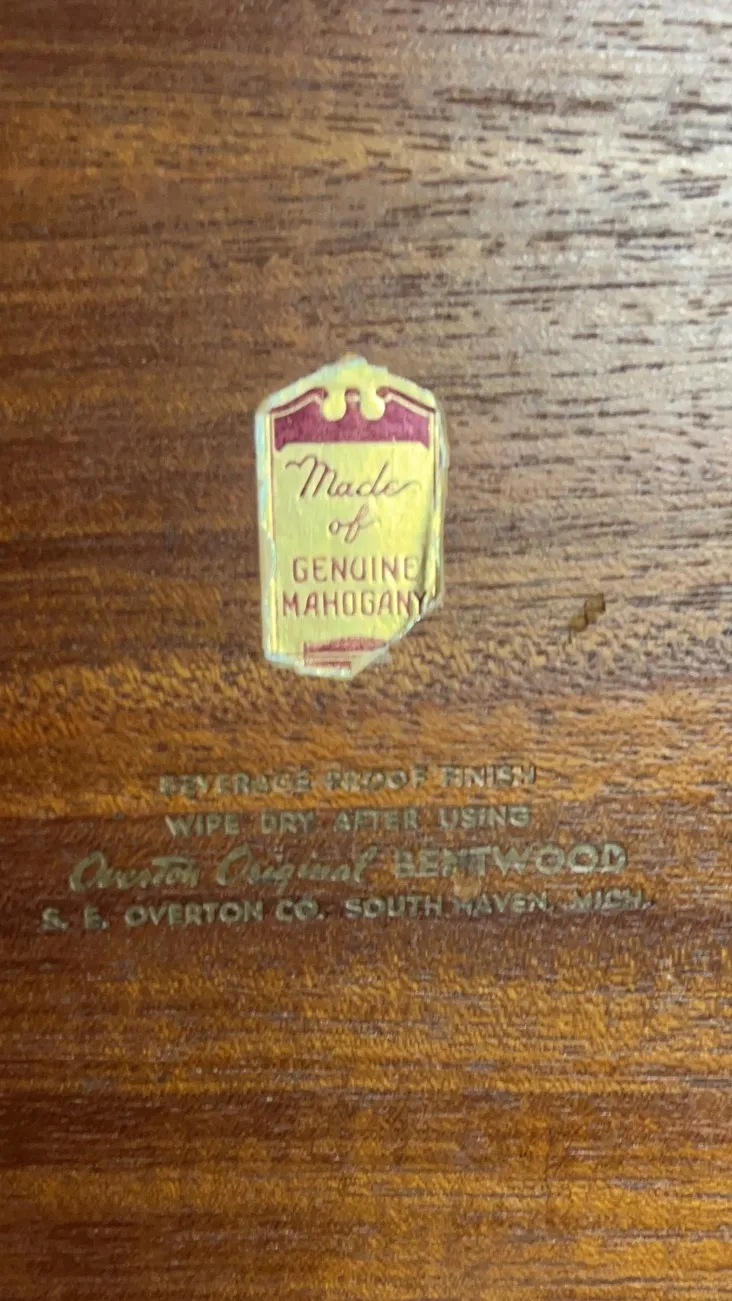 Made
of
GENUINE
MAHOGANY
BEVERAGE PROOF FINISH
WIPE DRY AFTER USING
Overton Original BENTWOOD
S. E. OVERTON CO. SOUTH HAVEN, MICH.